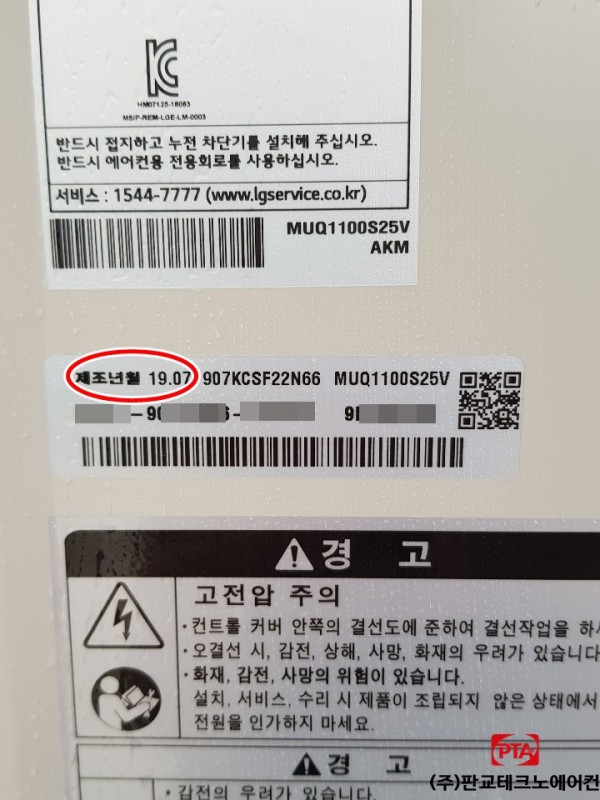 KC
HM07125-18063
MSIP-REM-LGE-LM-0003
반드시 접지하고 누전 차단기를 설치해 주십시오.
반드시 에어컨용 전용회로를 사용하십시오.
서비스 : 1544-7777 (www.lgservice.co.kr)
MUQ1100S25V
AKM
제조년월 19.07 907KCSF22N66 MUQ1100S25V
경 고
고전압 주의
·컨트롤 커버 안쪽의 결선도에 준하여 결선작업을 하시
·오결선 시, 감전, 상해, 사망, 화재의 우려가 있습니다
·화재, 감전, 사망의 위험이 있습니다.
설치, 서비스, 수리 시 제품이 조립되지 않은 상태에서
전원을 인가하지 마세요.
경 고
·감전의 우려가 있습니다.
PTA
(주)판교테크노에어컨